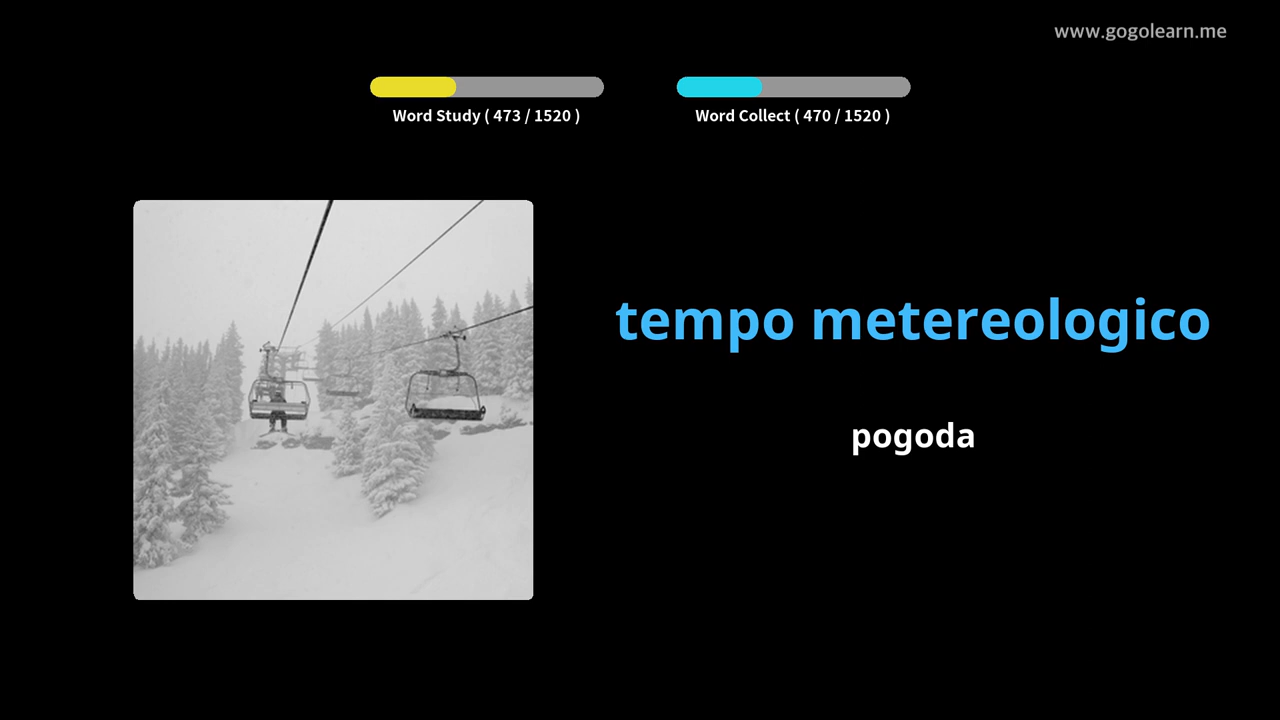 www.gogolearn.me
Word Study ( 473 / 1520 )
Word Collect ( 470 / 1520 )
tempo metereologico
pogoda